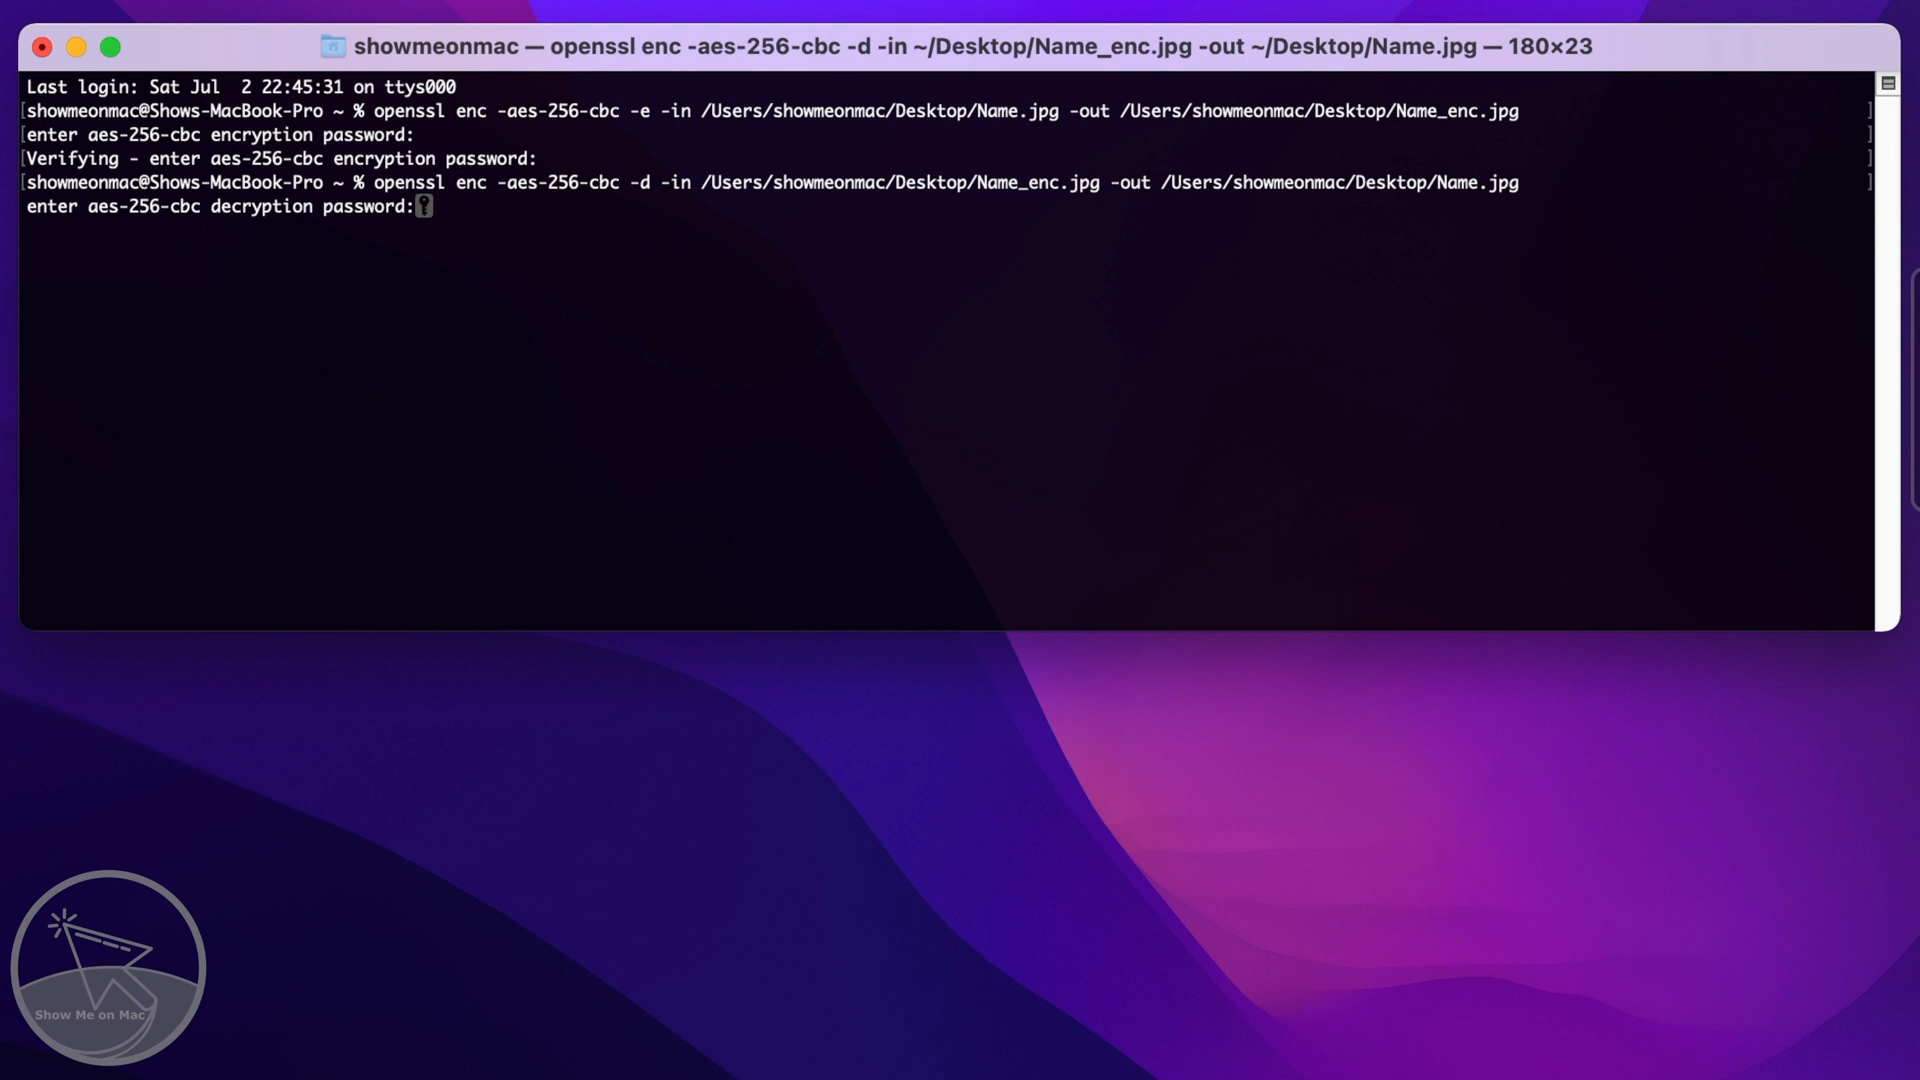 showmeonmac — openssl enc -aes-256-cbc -d -in ~/Desktop/Name_enc.jpg -out ~/Desktop/Name.jpg — 180×23
Last login: Sat Jul  2 22:45:31 on ttys000
[showmeonmac@Shows-MacBook-Pro ~ % openssl enc -aes-256-cbc -e -in /Users/showmeonmac/Desktop/Name.jpg -out /Users/showmeonmac/Desktop/Name_enc.jpg ]
[enter aes-256-cbc encryption password: ]
[Verifying - enter aes-256-cbc encryption password: ]
[showmeonmac@Shows-MacBook-Pro ~ % openssl enc -aes-256-cbc -d -in /Users/showmeonmac/Desktop/Name_enc.jpg -out /Users/showmeonmac/Desktop/Name.jpg ]
enter aes-256-cbc decryption password:
Show Me on Mac